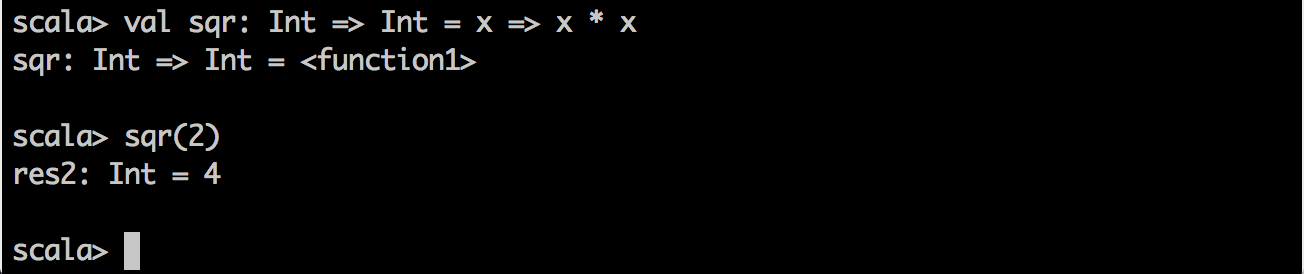 scala> val sqr: Int => Int = x => x * x
sqr: Int => Int = <function1>
scala> sqr(2)
res2: Int = 4
scala>